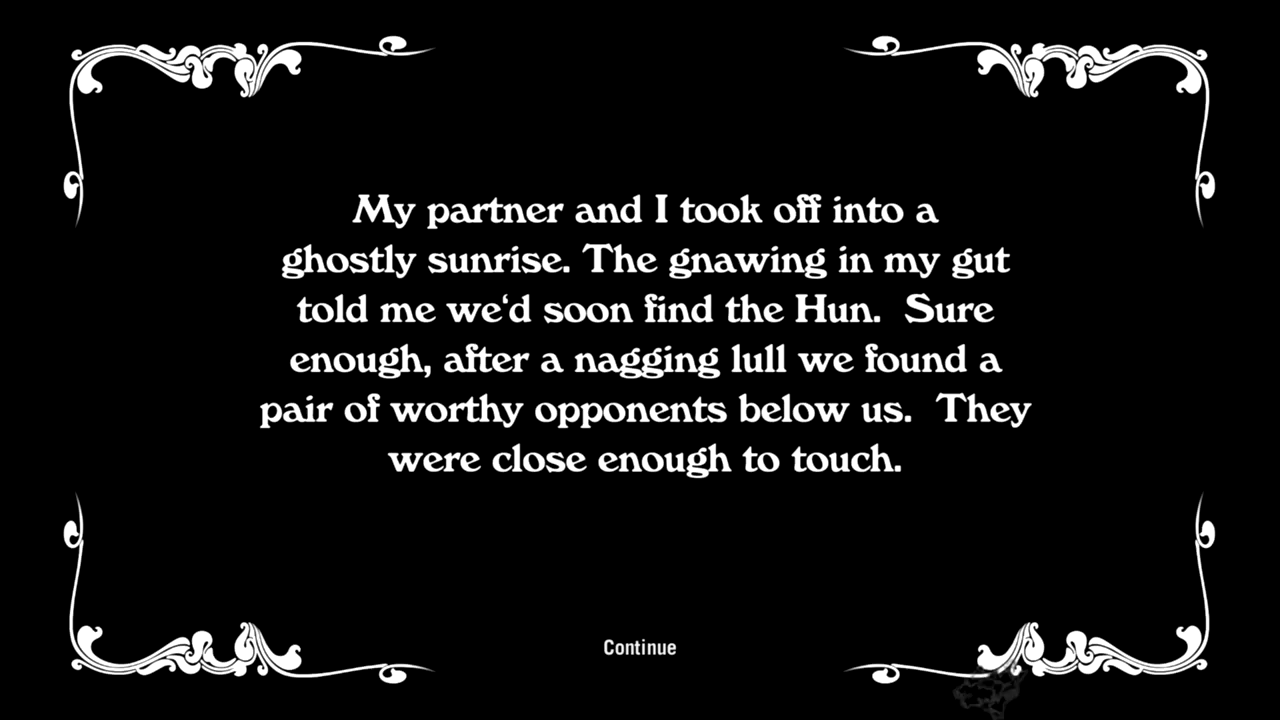 My partner and I took off into a
ghostly sunrise. The gnawing in my gut
told me we‘d soon find the Hun.  Sure
enough, after a nagging lull we found a
pair of worthy opponents below us.  They
were close enough to touch.
Continue